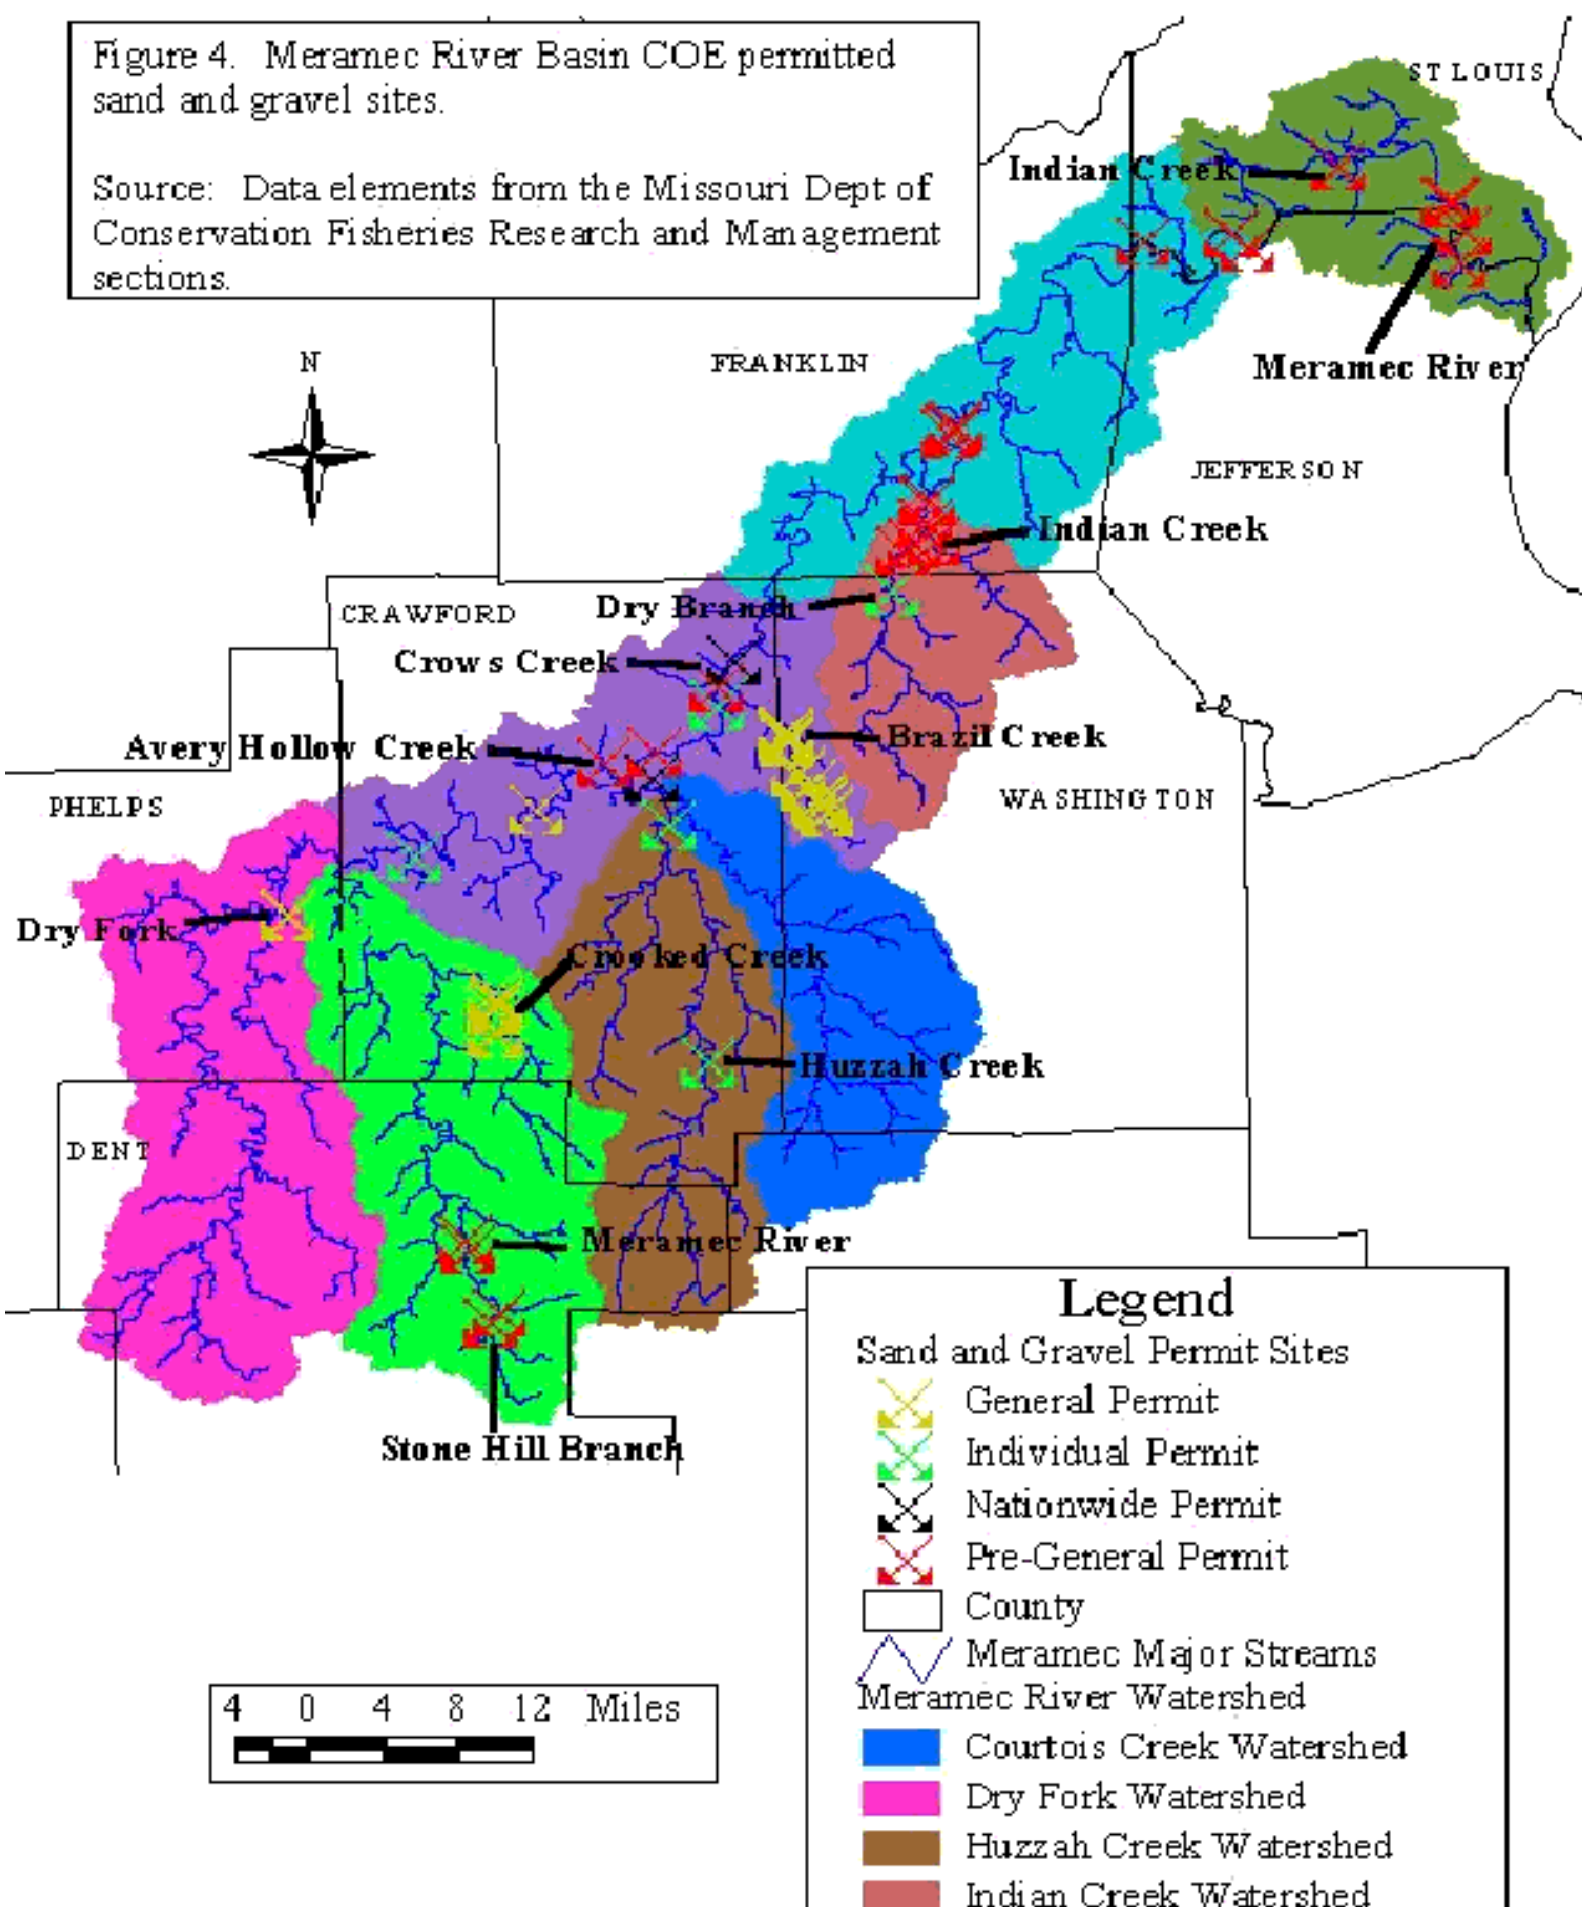 Figure 4. Meramec River Basin COE permitted
sand and gravel sites.
Source: Data elements from the Missouri Dept of
Conservation Fisheries Research and Management
sections.
ST LOUIS
Indian Creek
N
FRANKLIN
Meramec River
JEFFERSON
Indian Creek
CRAWFORD
Dry Branch
Crows Creek
Avery Hollow Creek
Brazil Creek
PHELPS
WASHINGTON
Dry Fork
Crooked Creek
Huzzah Creek
DENT
Meramec River
Stone Hill Branch
Legend
Sand and Gravel Permit Sites
General Permit
Individual Permit
Nationwide Permit
Pre-General Permit
County
Meramec Major Streams
Meramec River Watershed
Courtois Creek Watershed
Dry Fork Watershed
Huzzah Creek Watershed
Indian Creek Watershed
4 0 4 8 12 Miles